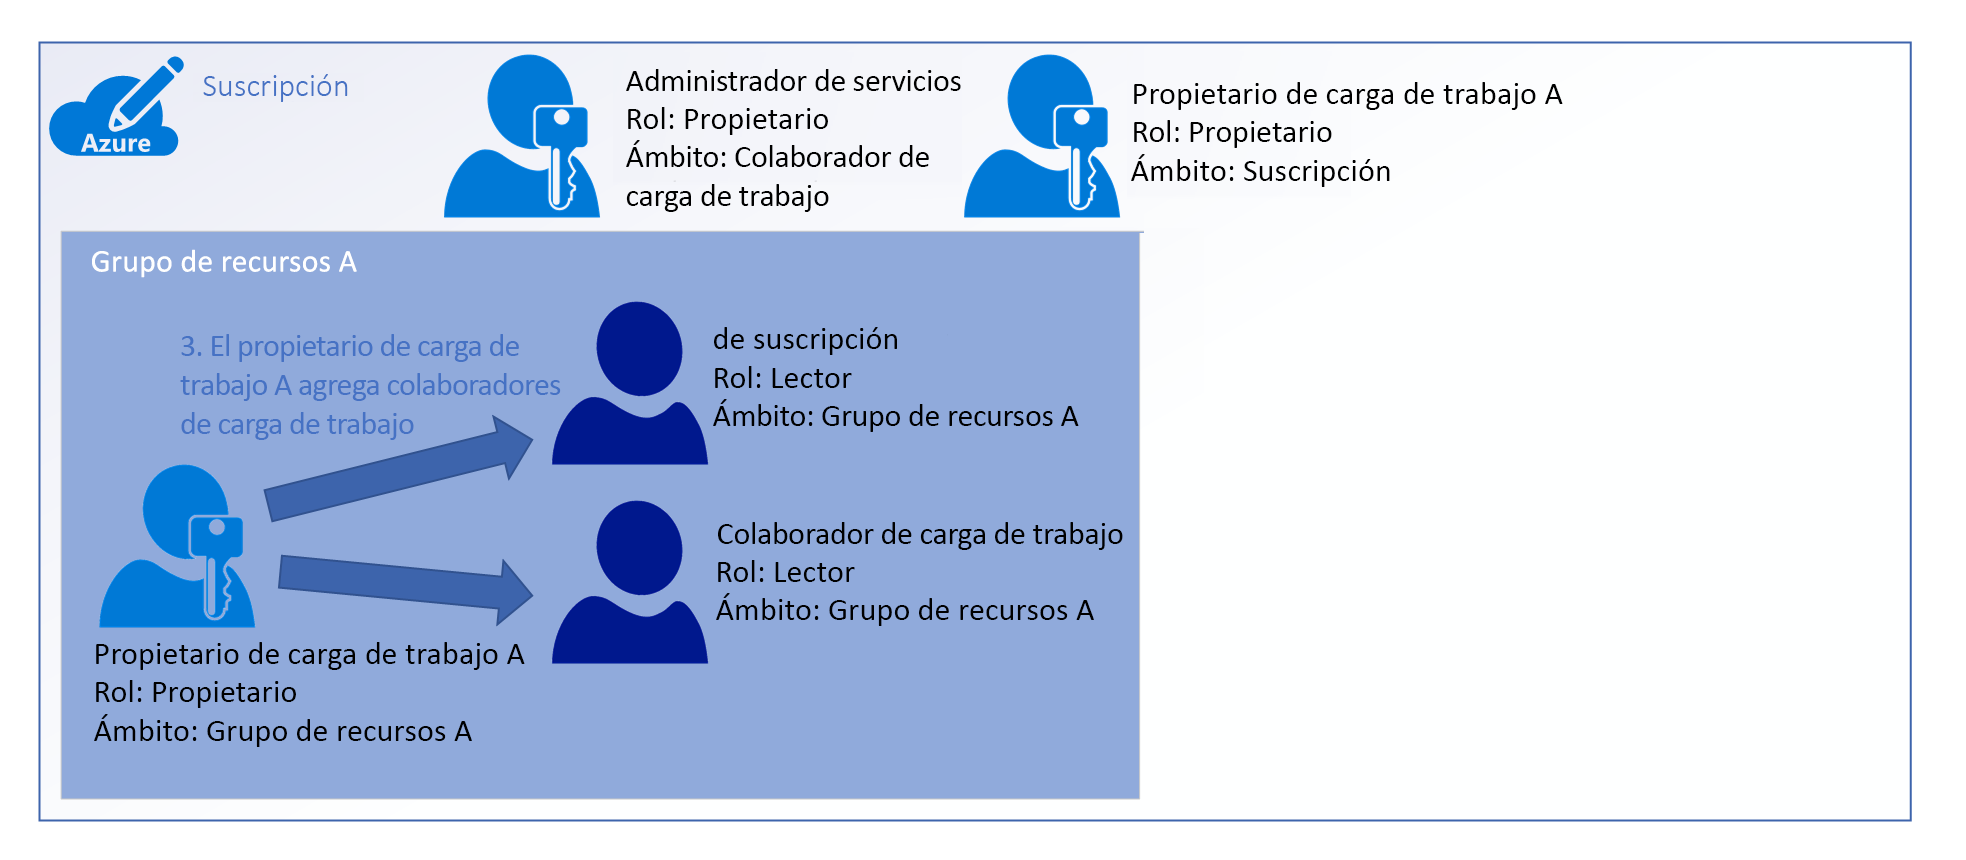 Azure
Suscripción
Administrador de servicios
Rol: Propietario
Ámbito: Colaborador de
carga de trabajo
Propietario de carga de trabajo A
Rol: Propietario
Ámbito: Suscripción
Grupo de recursos A
3. El propietario de carga de
trabajo A agrega colaboradores
de carga de trabajo
de suscripción
Rol: Lector
Ámbito: Grupo de recursos A
Colaborador de carga de trabajo
Rol: Lector
Ámbito: Grupo de recursos A
Propietario de carga de trabajo A
Rol: Propietario
Ámbito: Grupo de recursos A